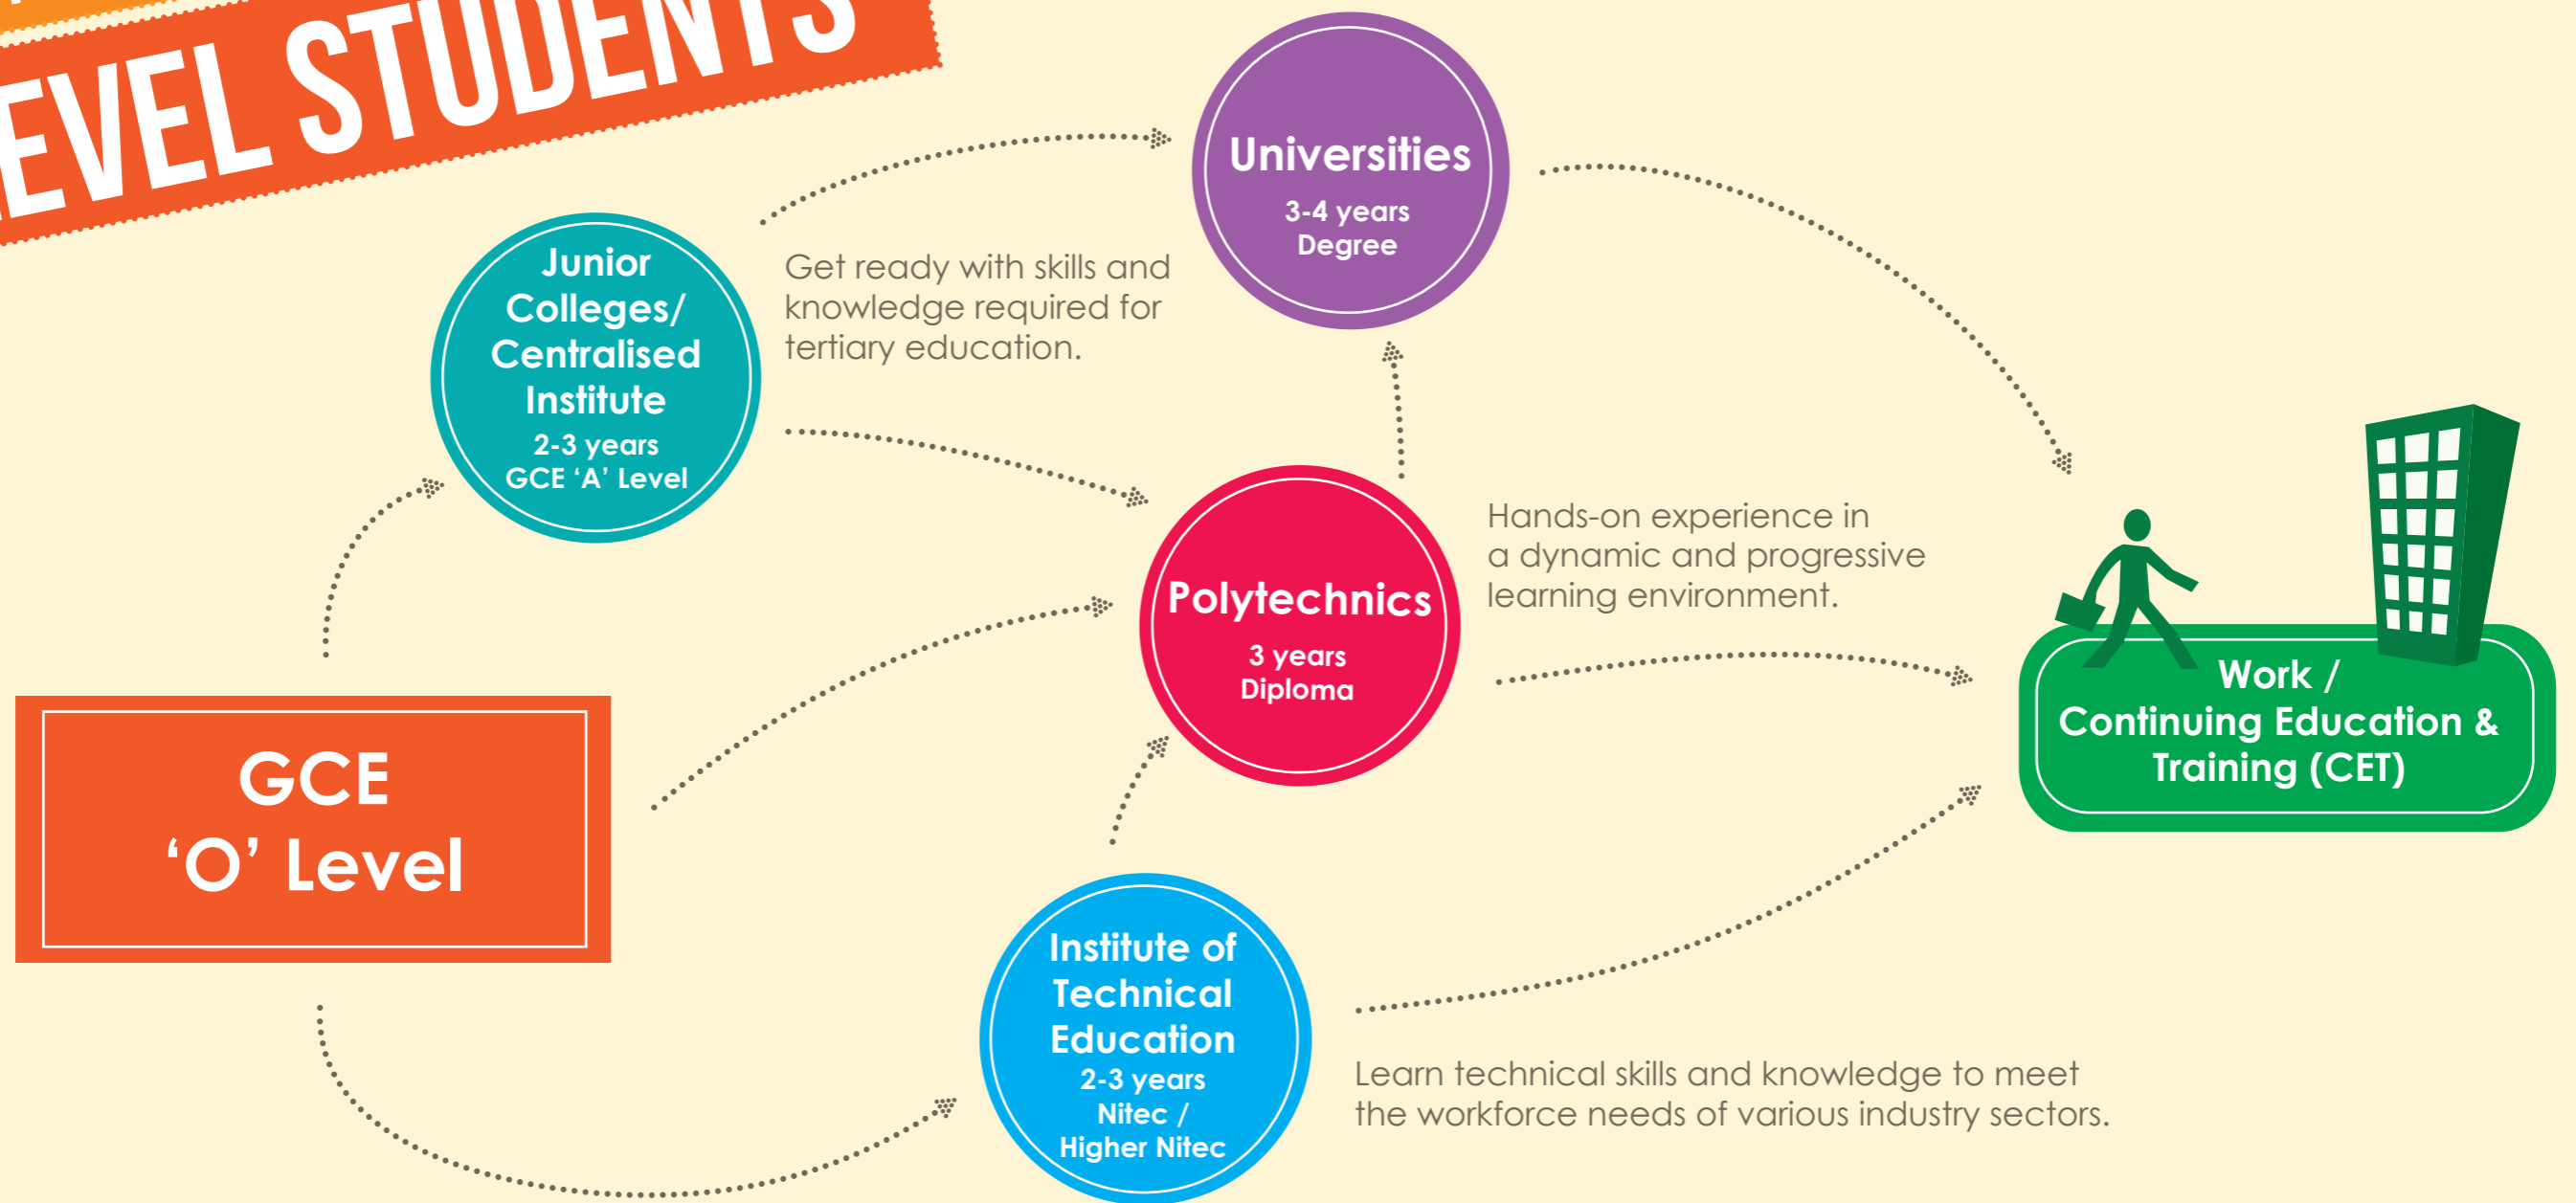 LEVEL STUDENTS
Universities
3-4 years
Degree
Junior
Colleges/
Centralised
Institute
2-3 years
GCE ‘A’ Level
Get ready with skills and
knowledge required for
tertiary education.
Polytechnics
3 years
Diploma
Hands-on experience in
a dynamic and progressive
learning environment.
Work /
Continuing Education &
Training (CET)
GCE
‘O’ Level
Institute of
Technical
Education
2-3 years
Nitec /
Higher Nitec
Learn technical skills and knowledge to meet
the workforce needs of various industry sectors.